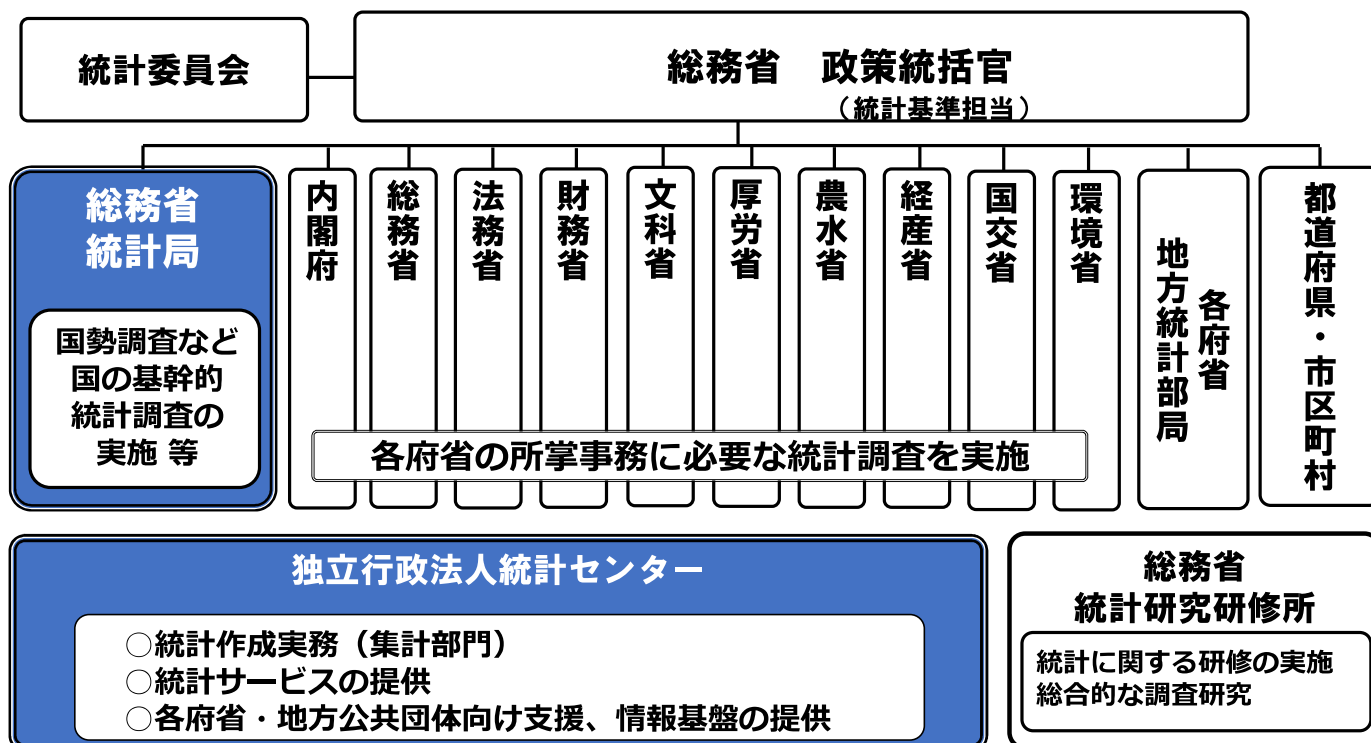 統計委員会
総務省　政策統括官
（統計基準担当）
総務省
統計局
国勢調査など
国の基幹的
統計調査の
実施 等
内閣府
総務省
法務省
財務省
文科省
厚労省
農水省
経産省
国交省
環境省
各府省
地方統計部局
都道府県・市区町村
各府省の所掌事務に必要な統計調査を実施
独立行政法人統計センター
○統計作成実務（集計部門）
○統計サービスの提供
○各府省・地方公共団体向け支援、情報基盤の提供
総務省
統計研究研修所
統計に関する研修の実施
総合的な調査研究